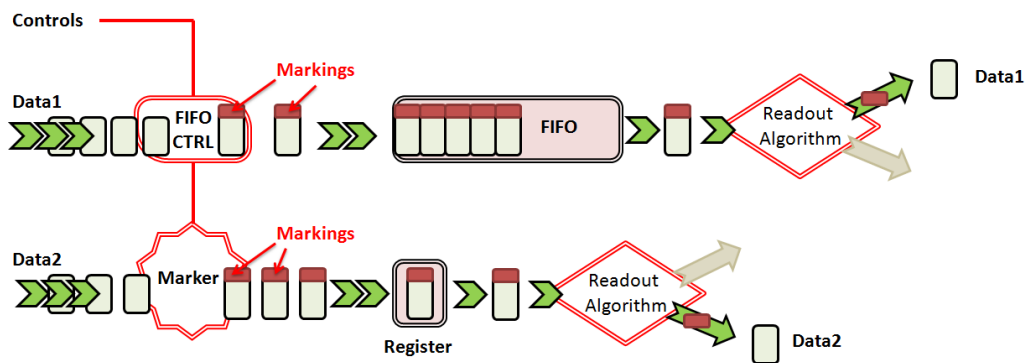 Controls
Markings
Data1
Data1
FIFO
CTRL
FIFO
Readout
Algorithm
Markings
Data2
Marker
Readout
Algorithm
Register
Data2